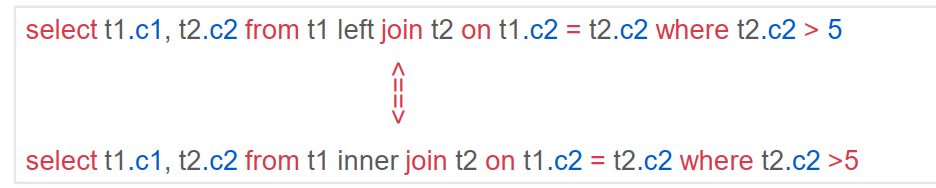 select t1.c1, t2.c2 from t1 left join t2 on t1.c2 = t2.c2 where t2.c2 > 5
<==>
select t1.c1, t2.c2 from t1 inner join t2 on t1.c2 = t2.c2 where t2.c2 >5